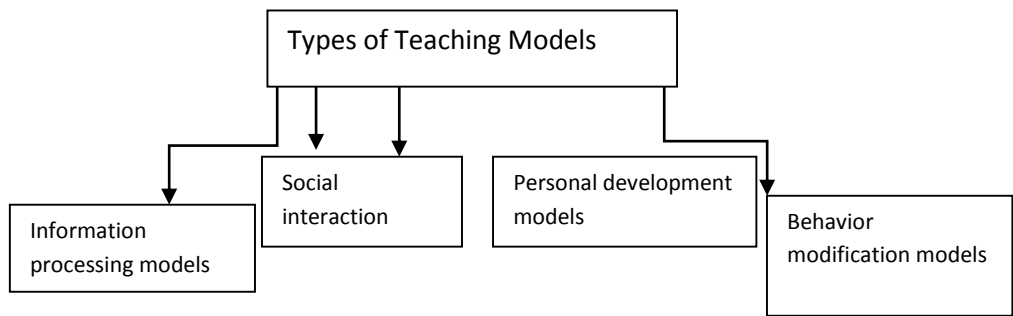 Types of Teaching Models
Social
interaction
Personal development
models
Information
processing models
Behavior
modification models